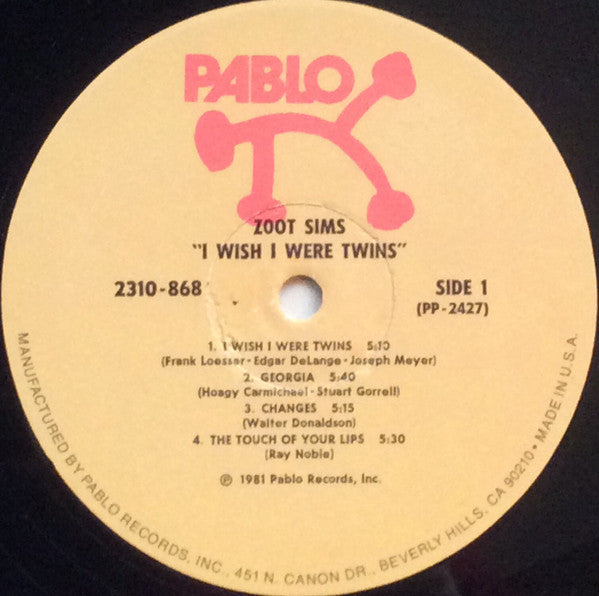 PABLO
ZOOT SIMS
"I WISH I WERE TWINS"
2310-868
SIDE 1
(PP-2427)
1. I WISH I WERE TWINS 5:10
(Frank Loesser-Edgar DeLange-Joseph Meyer)
2. GEORGIA 5:40
(Hoagy Carmichael-Stuart Gorrell)
3. CHANGES 5:15
(Walter Donaldson)
4. THE TOUCH OF YOUR LIPS 5:30
(Ray Noble)
℗ 1981 Pablo Records, Inc.
MANUFACTURED BY PABLO RECORDS, INC., 451 N. CANON DR., BEVERLY HILLS, CA 90210 • MADE IN U.S.A.